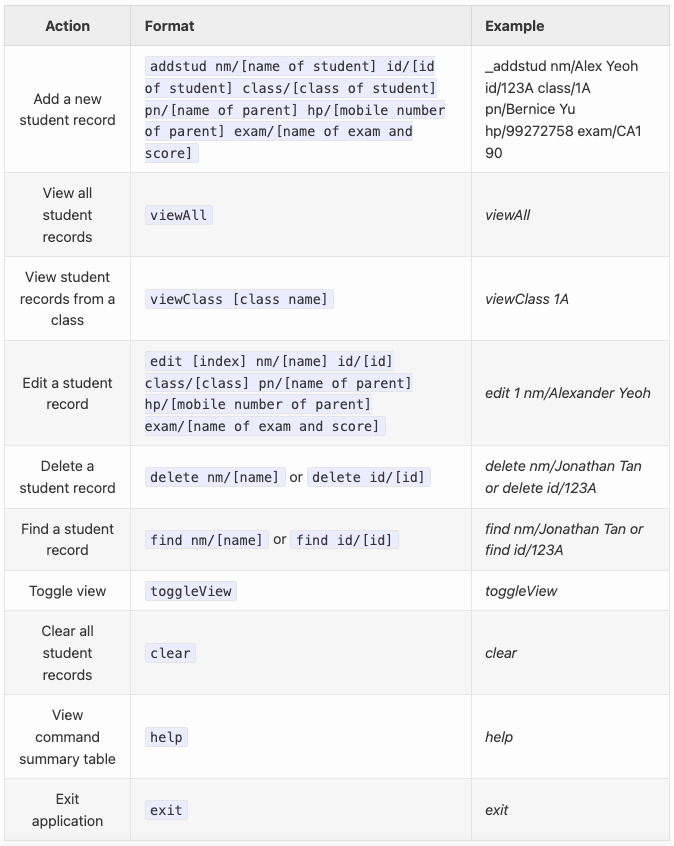 Action Format Example
Add a new
student record
addstud nm/[name of student] id/[id
of student] class/[class of student]
pn/[name of parent] hp/[mobile number
of parent] exam/[name of exam and
score]
_addstud nm/Alex Yeoh
id/123A class/1A
pn/Bernice Yu
hp/99272758 exam/CA1
90
View all
student
records
viewAll
viewAll
View student
records from a
class
viewClass [class name]
viewClass 1A
Edit a student
record
edit [index] nm/[name] id/[id]
class/[class] pn/[name of parent]
hp/[mobile number of parent]
exam/[name of exam and score]
edit 1 nm/Alexander Yeoh
Delete a
student record
delete nm/[name] or delete id/[id]
delete nm/Jonathan Tan
or delete id/123A
Find a student
record
find nm/[name] or find id/[id]
find nm/Jonathan Tan or
find id/123A
Toggle view
toggleView
toggleView
Clear all
student
records
clear
clear
View
command
summary table
help
help
Exit
application
exit
exit